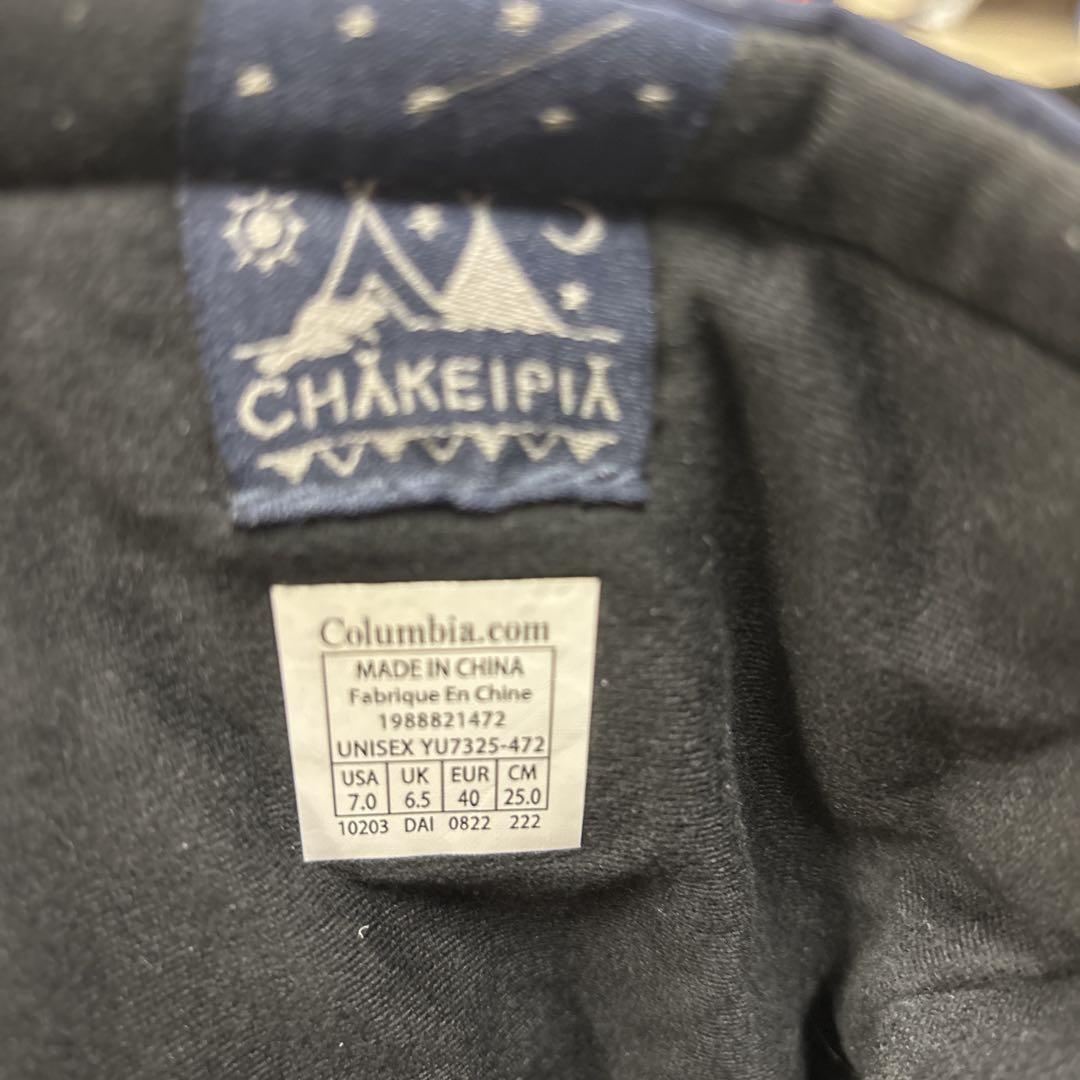 CHAKEIPIA
Columbia.com
MADE IN CHINA
Fabrique En Chine
1988821472
UNISEX YU7325-472
USA UK EUR CM
7.0 6.5 40 25.0
10203 DAI 0822 222